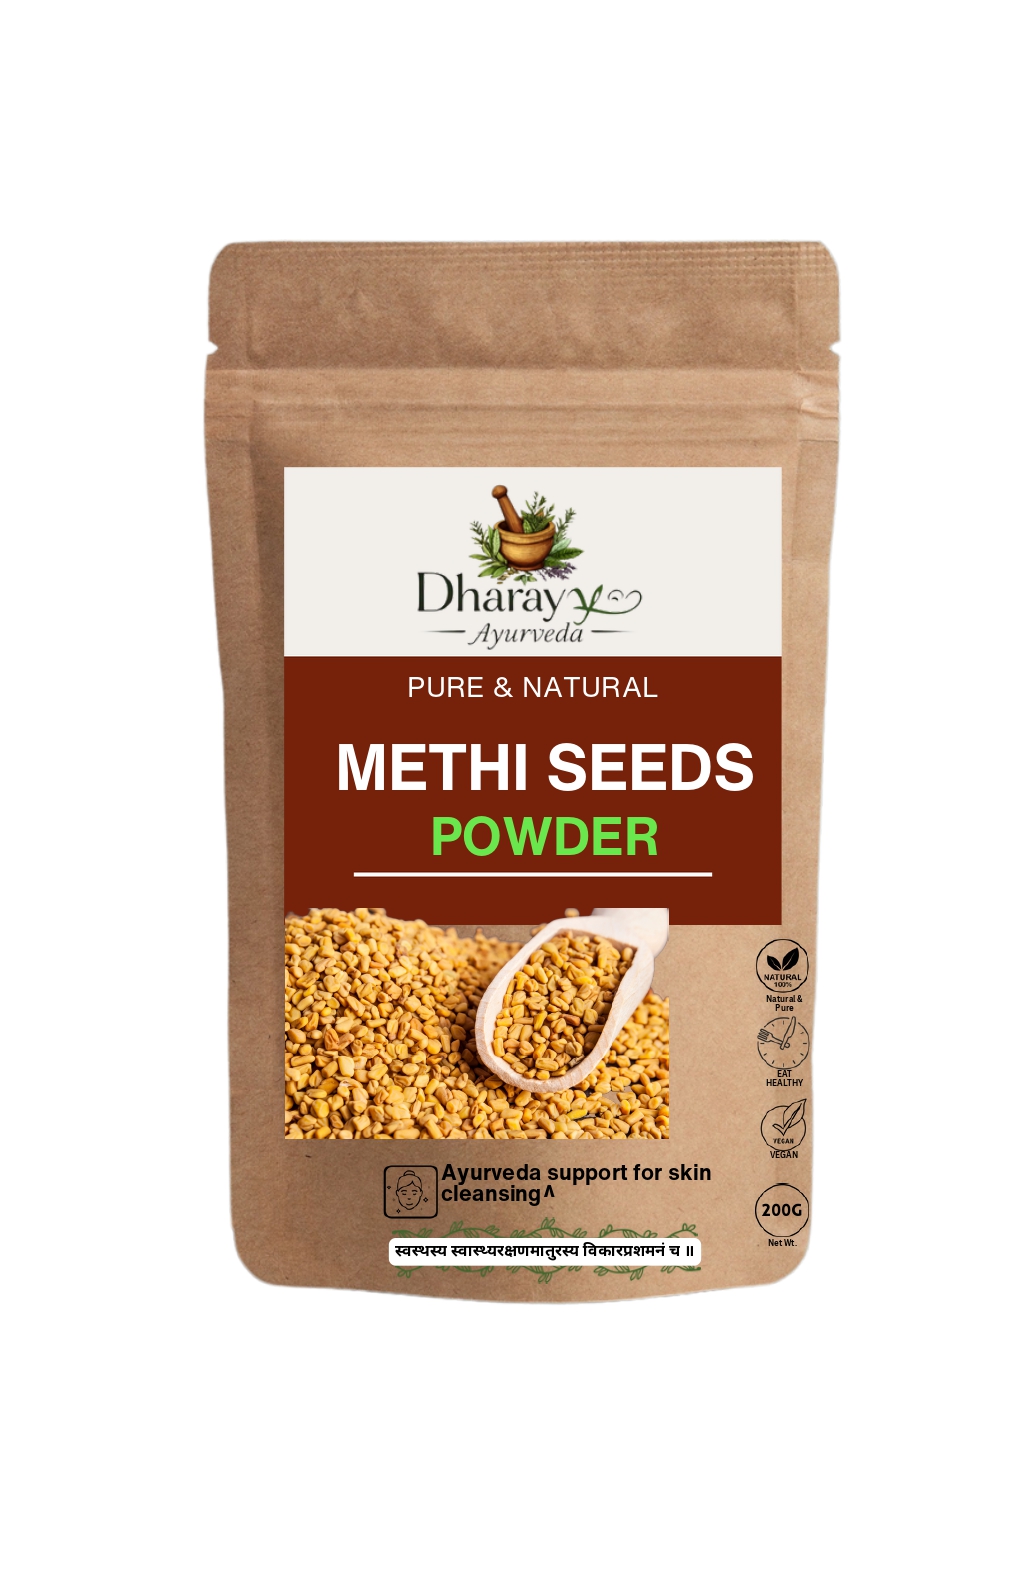 Dharayy
Ayurveda
PURE & NATURAL
METHI SEEDS
POWDER
NATURAL
100%
Natural &
Pure
EAT
HEALTHY
VEGAN
VEGAN
Ayurveda support for skin
cleansing^
200G
Net Wt.
स्वस्थस्य स्वास्थ्यरक्षणमातुरस्य विकारप्रशमनं च ॥